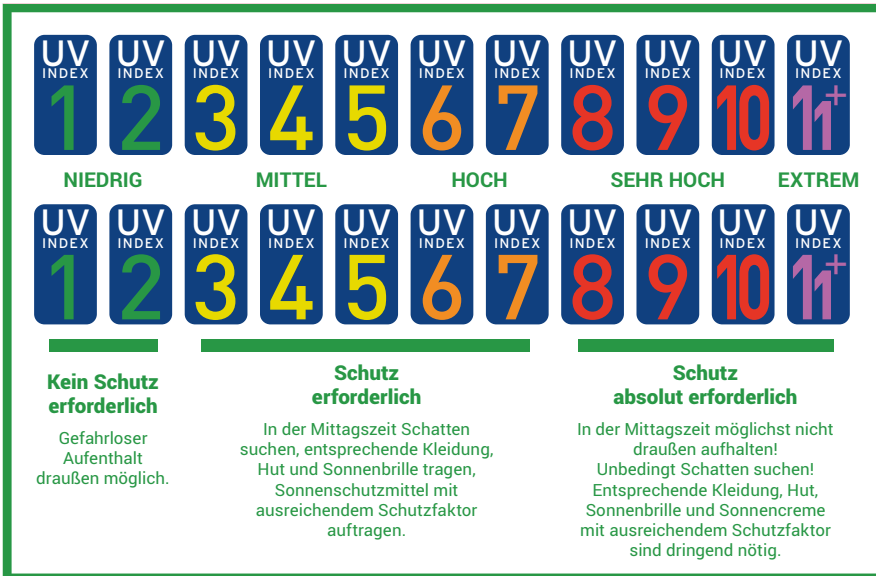 UV UV UV UV UV UV UV UV UV UV UV
INDEX INDEX INDEX INDEX INDEX INDEX INDEX INDEX INDEX INDEX INDEX
1 2 3 4 5 6 7 8 9 10 11+
NIEDRIG MITTEL HOCH SEHR HOCH EXTREM
UV UV UV UV UV UV UV UV UV UV UV
INDEX INDEX INDEX INDEX INDEX INDEX INDEX INDEX INDEX INDEX INDEX
1 2 3 4 5 6 7 8 9 10 11+
Kein Schutz
erforderlich
Gefahrloser
Aufenthalt
draußen möglich.
Schutz
erforderlich
In der Mittagszeit Schatten
suchen, entsprechende Kleidung,
Hut und Sonnenbrille tragen,
Sonnenschutzmittel mit
ausreichendem Schutzfaktor
auftragen.
Schutz
absolut erforderlich
In der Mittagszeit möglichst nicht
draußen aufhalten!
Unbedingt Schatten suchen!
Entsprechende Kleidung, Hut,
Sonnenbrille und Sonnencreme
mit ausreichendem Schutzfaktor
sind dringend nötig.